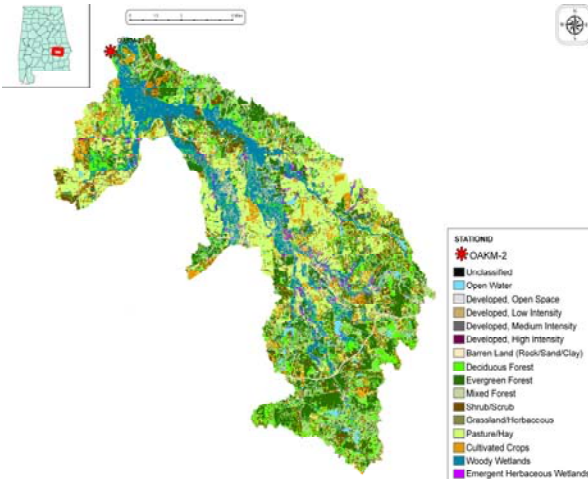 STATIONID
OAKM-2
Unclassified
Open Water
Developed, Open Space
Developed, Low Intensity
Developed, Medium Intensity
Developed, High Intensity
Barren Land (Rock/Sand/Clay)
Deciduous Forest
Evergreen Forest
Mixed Forest
Shrub/Scrub
Grassland/Herbaceous
Pasture/Hay
Cultivated Crops
Woody Wetlands
Emergent Herbaceous Wetlands